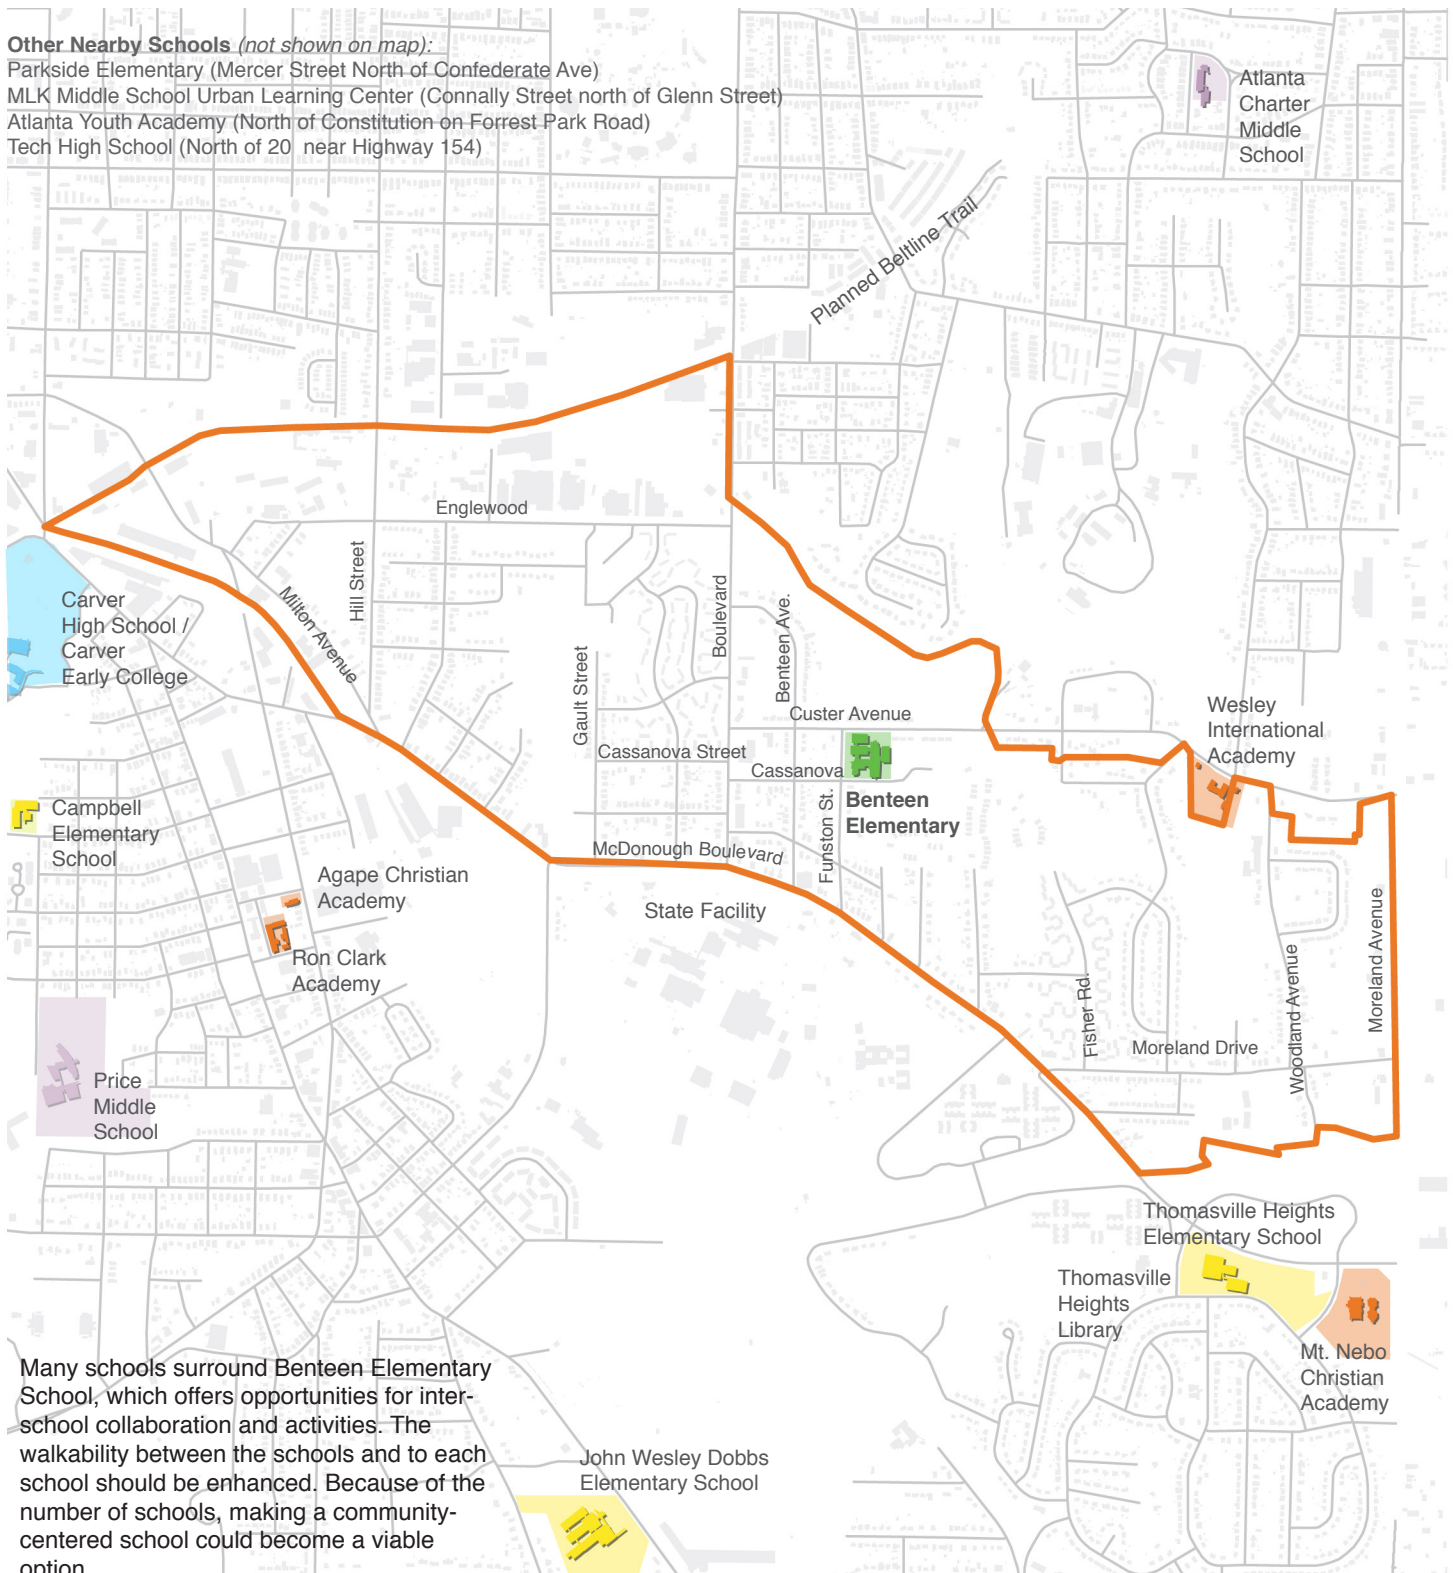 Other Nearby Schools (not shown on map):
Parkside Elementary (Mercer Street North of Confederate Ave)
MLK Middle School Urban Learning Center (Connally Street north of Glenn Street)
Atlanta Youth Academy (North of Constitution on Forrest Park Road)
Tech High School (North of 20 near Highway 154)
Atlanta
Charter
Middle
School
Planned Beltline Trail
Englewood
Hill Street
Milton Avenue
Boulevard
Benteen Ave.
Gault Street
Carver
High School /
Carver
Early College
Custer Avenue
Cassanova Street
Cassanova
Wesley
International
Academy
Benteen
Elementary
Funston St.
McDonough Boulevard
Campbell
Elementary
School
Agape Christian
Academy
State Facility
Ron Clark
Academy
Moreland Avenue
Woodland Avenue
Fisher Rd.
Moreland Drive
Price
Middle
School
Thomasville Heights
Elementary School
Thomasville
Heights
Library
Mt. Nebo
Christian
Academy
Many schools surround Benteen Elementary
School, which offers opportunities for inter-
school collaboration and activities. The
walkability between the schools and to each
school should be enhanced. Because of the
number of schools, making a community-
centered school could become a viable
option
John Wesley Dobbs
Elementary School